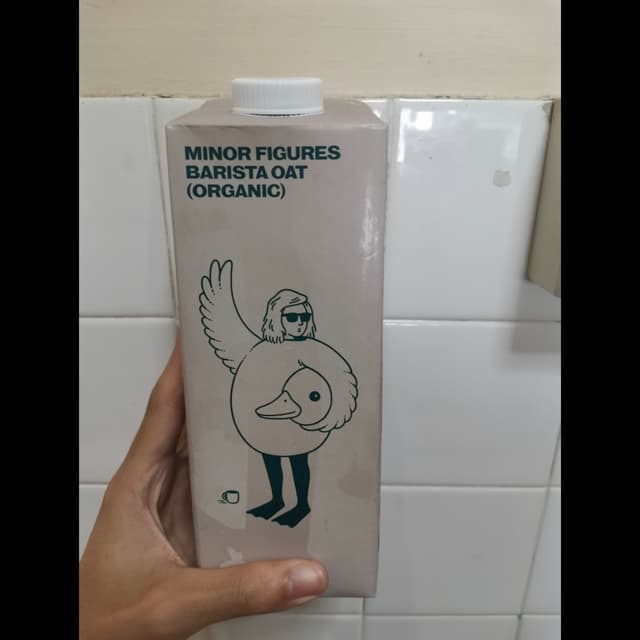 MINOR FIGURES
BARISTA OAT
(ORGANIC)